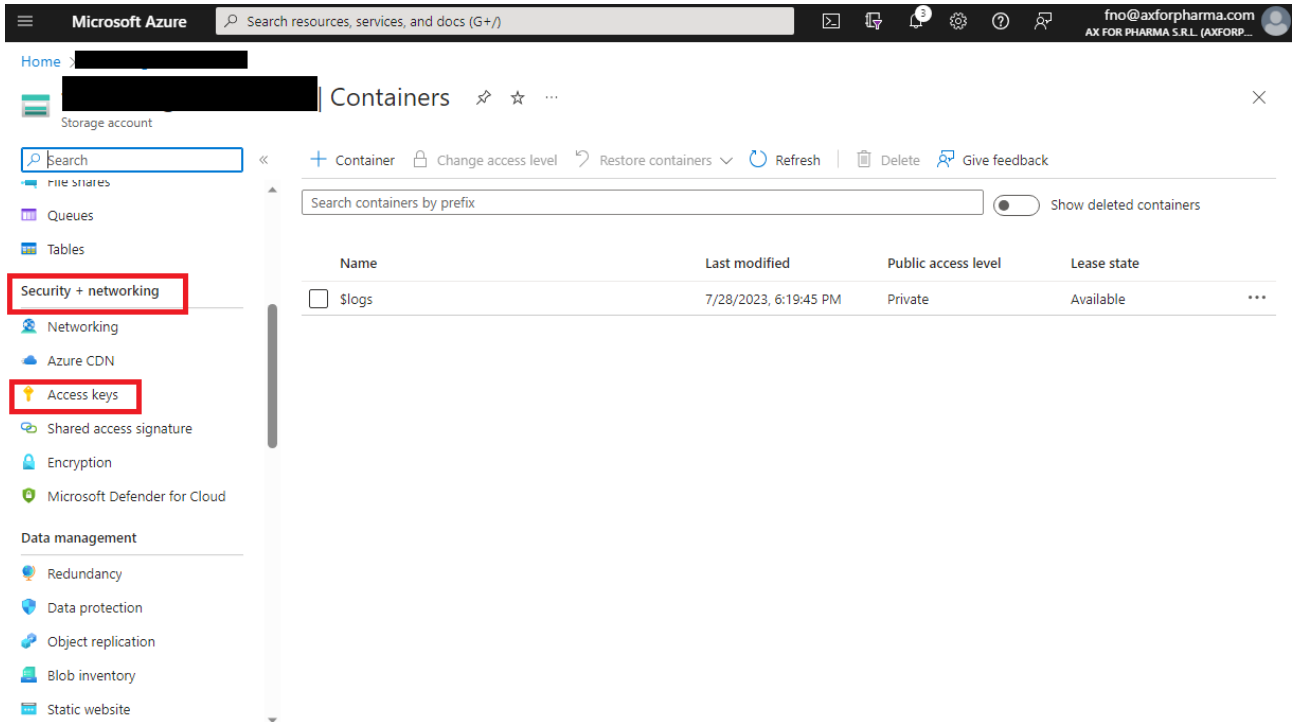 Microsoft Azure
Search resources, services, and docs (G+/)
3
fno@axforpharma.com
AX FOR PHARMA S.R.L. (AXFORP...
Home >
| Containers
...
Storage account
Search
«
+ Container
Change access level
Restore containers
Refresh
Delete
Give feedback
File shares
Search containers by prefix
Show deleted containers
Queues
Tables
Name
Last modified
Public access level
Lease state
Security + networking
$logs
7/28/2023, 6:19:45 PM
Private
Available
...
Networking
Azure CDN
Access keys
Shared access signature
Encryption
Microsoft Defender for Cloud
Data management
Redundancy
Data protection
Object replication
Blob inventory
Static website